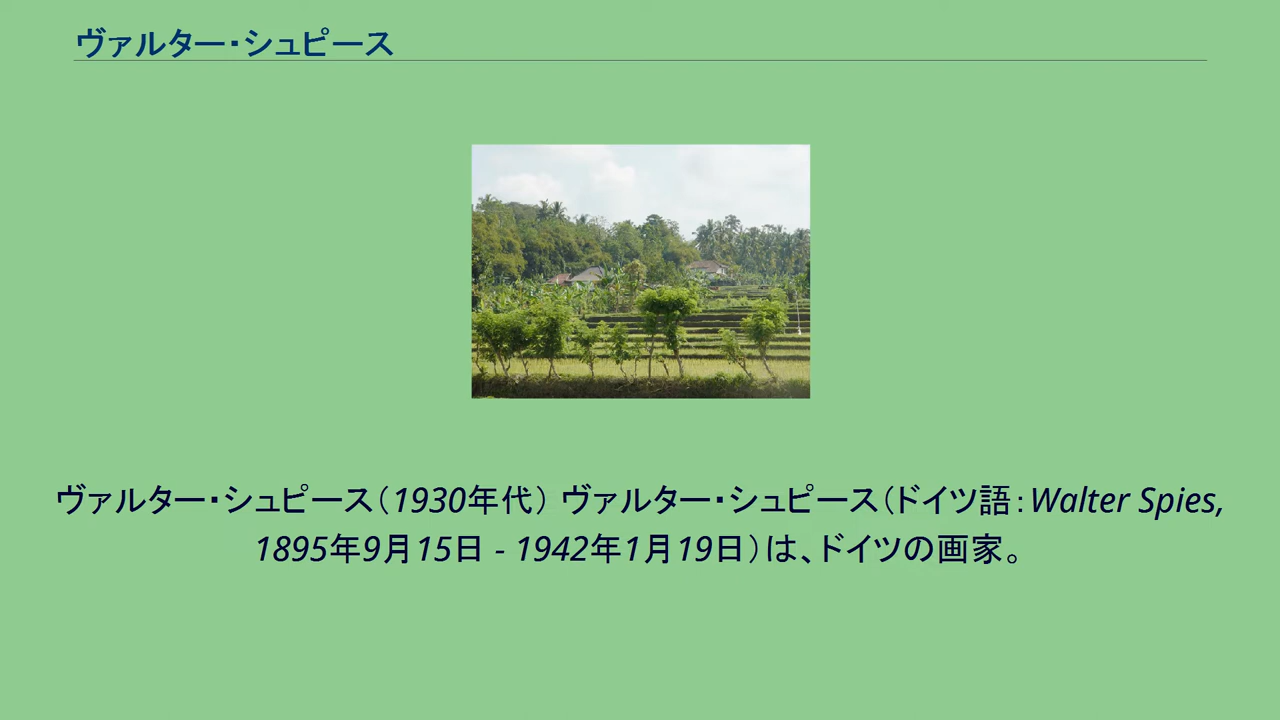 ヴァルター・シュピース
ヴァルター・シュピース（1930年代） ヴァルター・シュピース（ドイツ語：Walter Spies,
1895年9月15日 - 1942年1月19日）は、ドイツの画家。